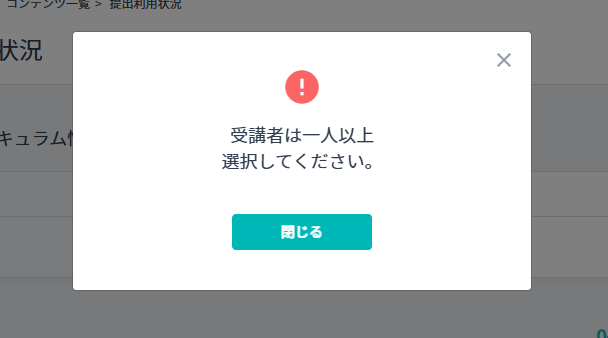 コンテンツ一覧 > 提出利用状況
状況
受講者は一人以上
キュラム
選択してください。
閉じる